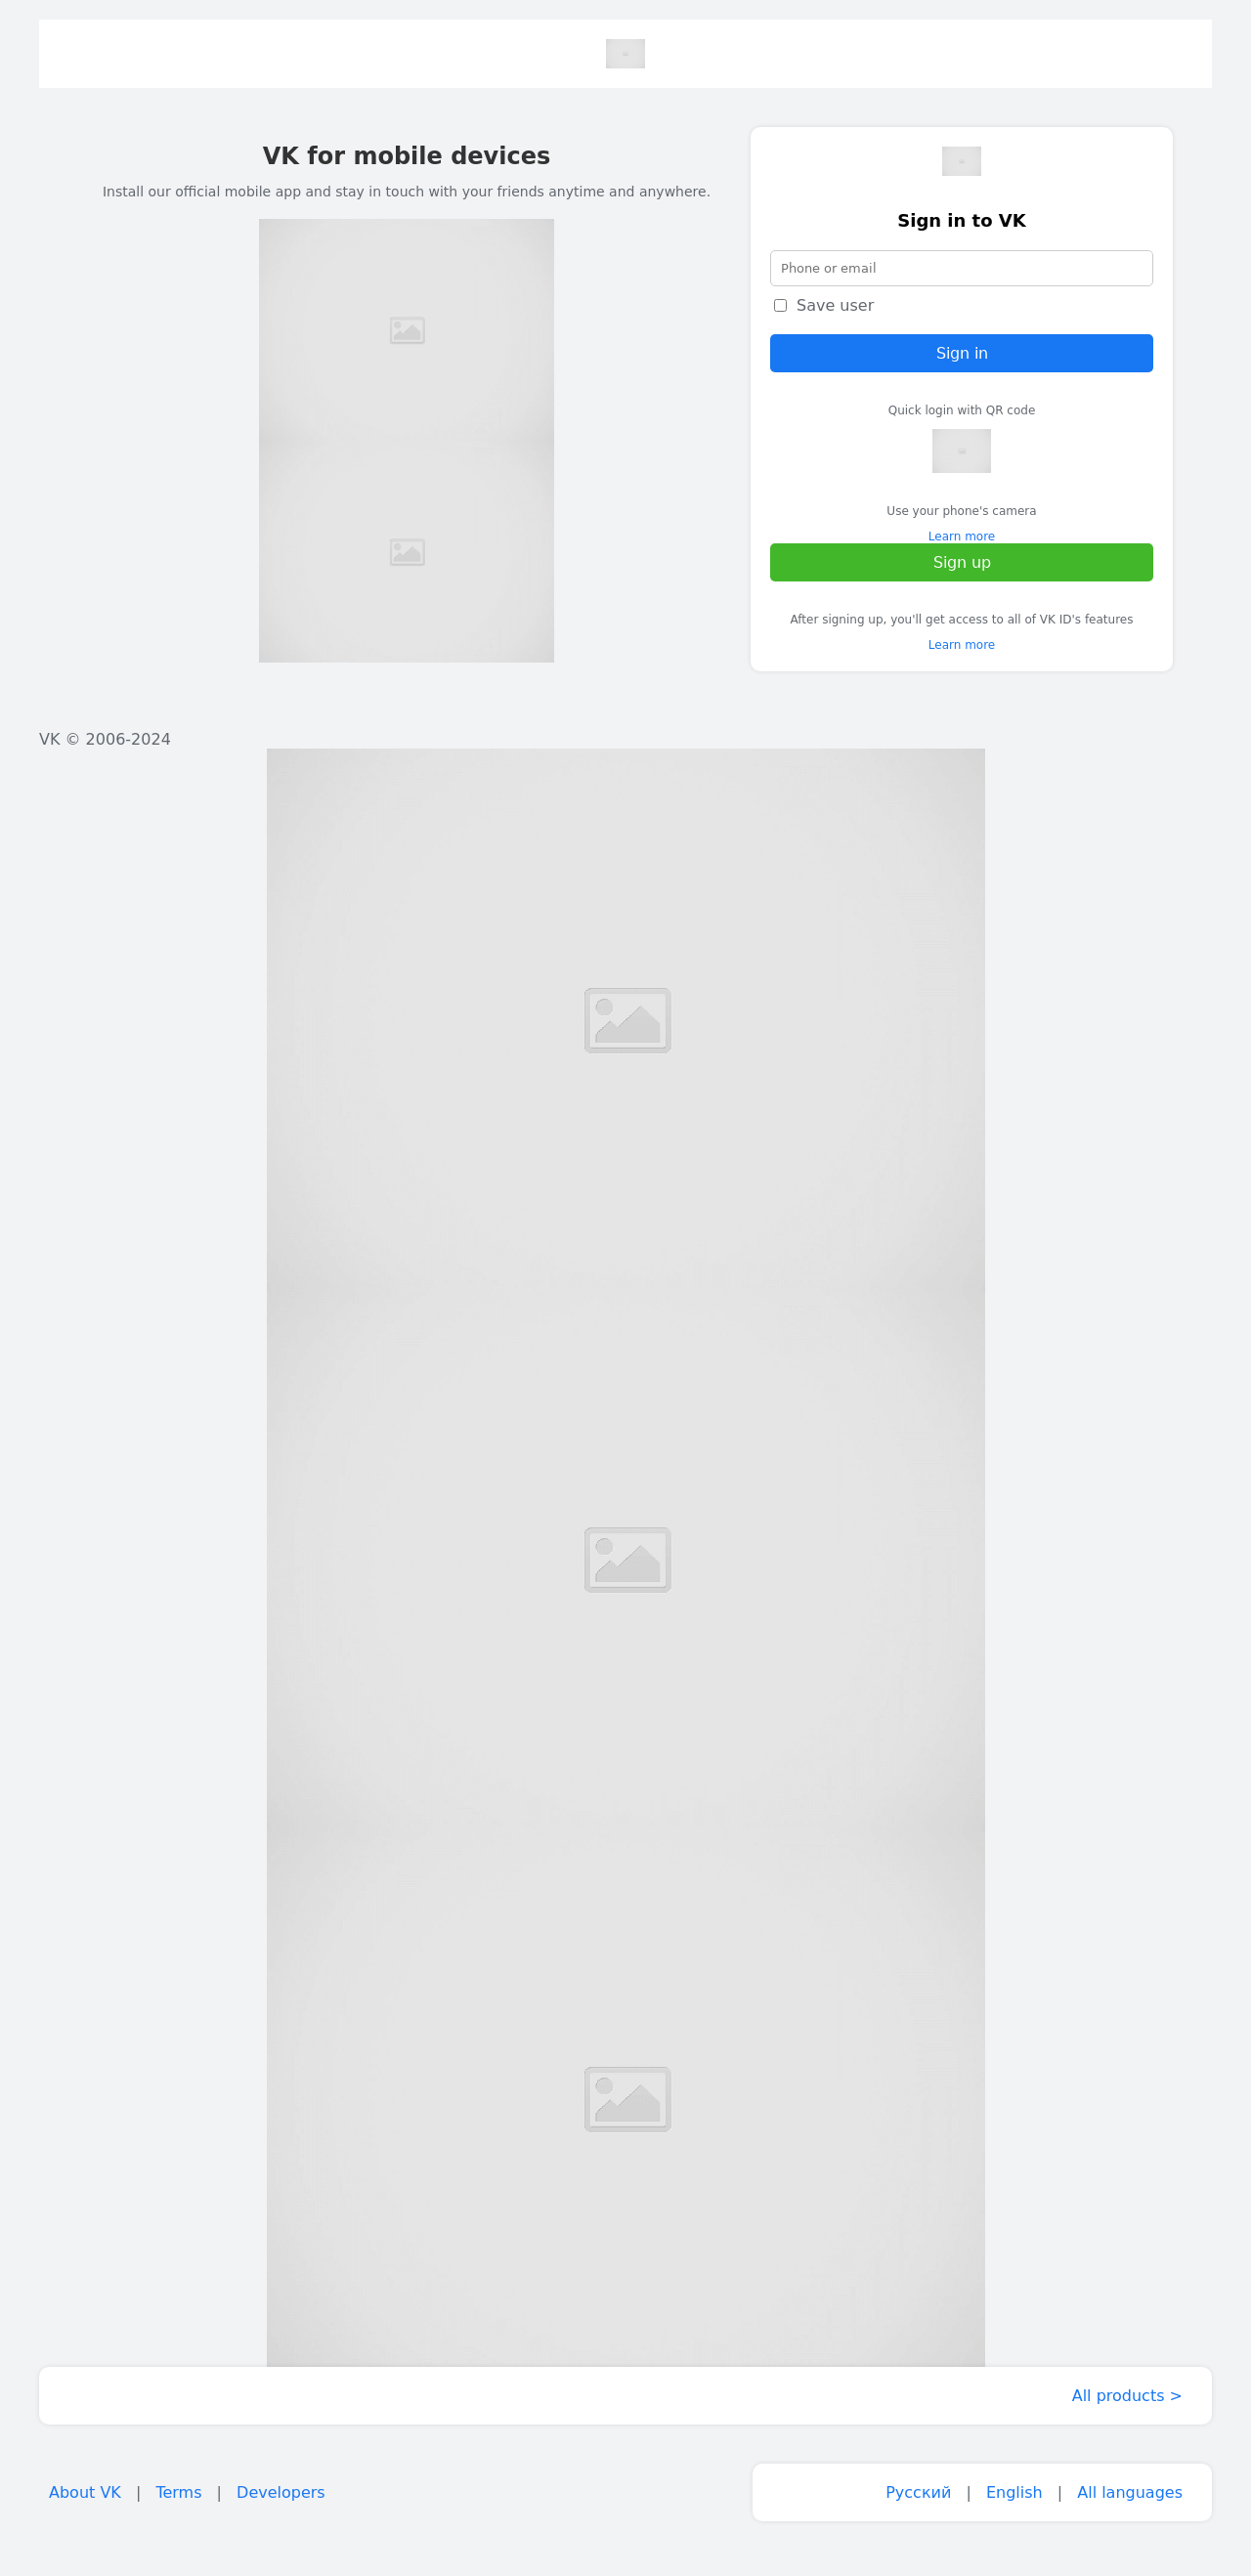 VK for mobile devices
Install our official mobile app and stay in touch with your friends anytime and anywhere.
Sign in to VK
Phone or email
Save user
Sign in
Quick login with QR code
Use your phone's camera
Learn more
Sign up
After signing up, you'll get access to all of VK ID's features
Learn more
VK © 2006-2024
All products >
About VK | Terms | Developers
Русский | English | All languages